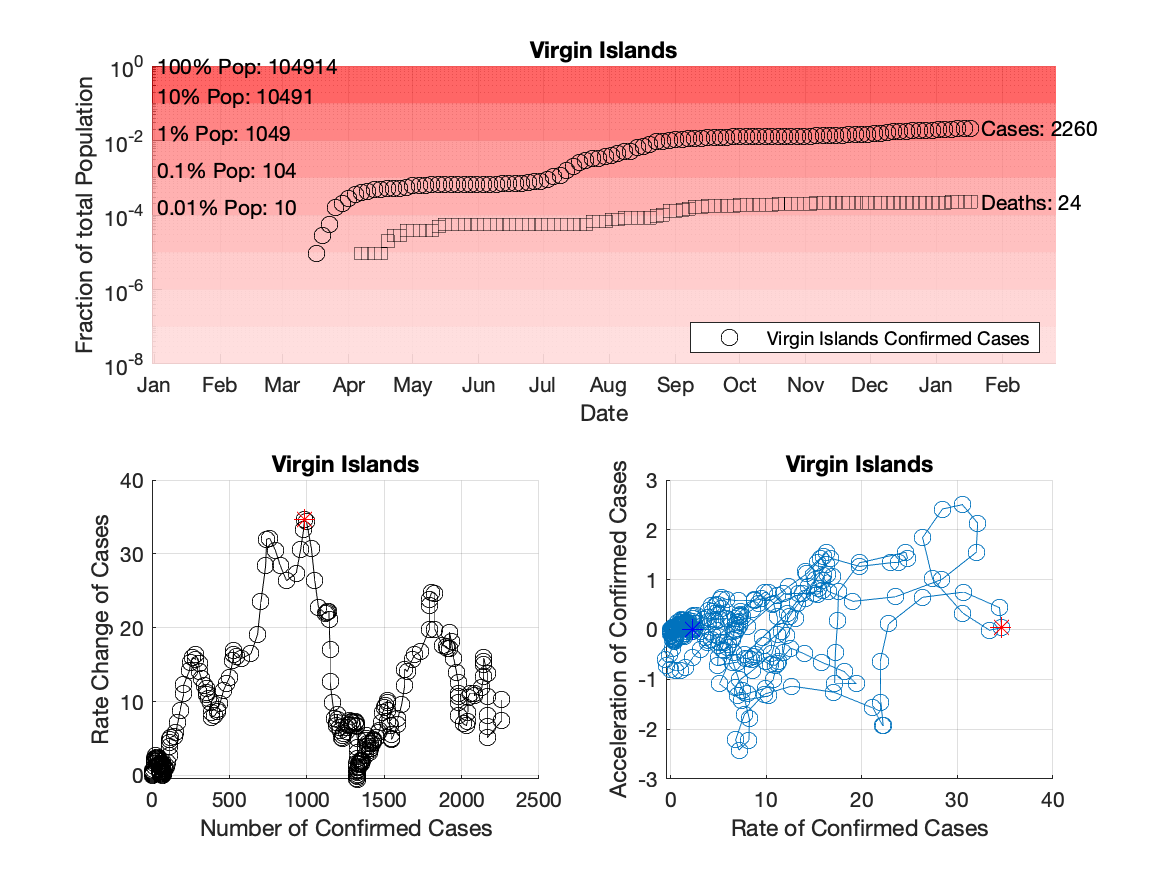 Virgin Islands
10^0
100% Pop: 104914
10% Pop: 10491
10^-2
1% Pop: 1049
Cases: 2260
0.1% Pop: 104
10^-4
0.01% Pop: 10
Deaths: 24
10^-6
10^-8
Fraction of total Population
Virgin Islands Confirmed Cases
Jan Feb Mar Apr May Jun Jul Aug Sep Oct Nov Dec Jan Feb
Date
Virgin Islands
40
30
20
10
0
Rate Change of Cases
0 500 1000 1500 2000 2500
Number of Confirmed Cases
Virgin Islands
3
2
1
0
-1
-2
-3
Acceleration of Confirmed Cases
0 10 20 30 40
Rate of Confirmed Cases